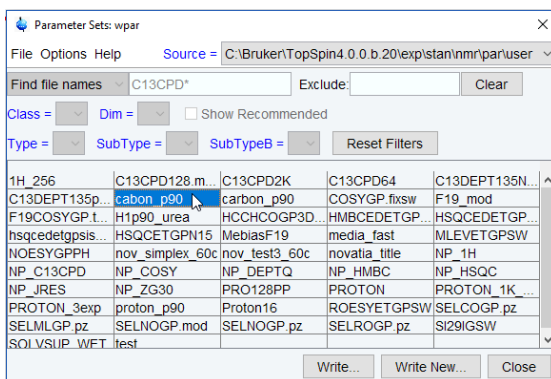 Parameter Sets: wpar
File Options Help Source = C:\Bruker\TopSpin4.0.0.b.20\exp\stan\nmr\par\user
Find file names C13CPD* Exclude: Clear
Class = Dim = Show Recommended
Type = SubType = SubTypeB = Reset Filters
1H_256 C13CPD128.m... C13CPD2K C13CPD64 C13DEPT135N...
C13DEPT135p... cabon_p90 carbon_p90 COSYGP.fixsw F19_mod
F19COSYGP.t... H1p90_urea HCCHCOGP3D... HMBCEDETGP... HSQCEDETGP...
hsqcedetgpsis... HSQCETGPN15 MebiasF19 media_fast MLEVETGPSW
NOESYGPPH nov_simplex_60c nov_test3_60c novatia_title NP_1H
NP_C13CPD NP_COSY NP_DEPTQ NP_HMBC NP_HSQC
NP_JRES NP_ZG30 PRO128PP PROTON PROTON_1K_...
PROTON_3exp proton_p90 Proton16 ROESYETGPSW SELCOGP.pz
SELMLGP.pz SELNOGP.mod SELNOGP.pz SELROGP.pz SI29IGSW
SOLVSUP_WET test
Write... Write New... Close